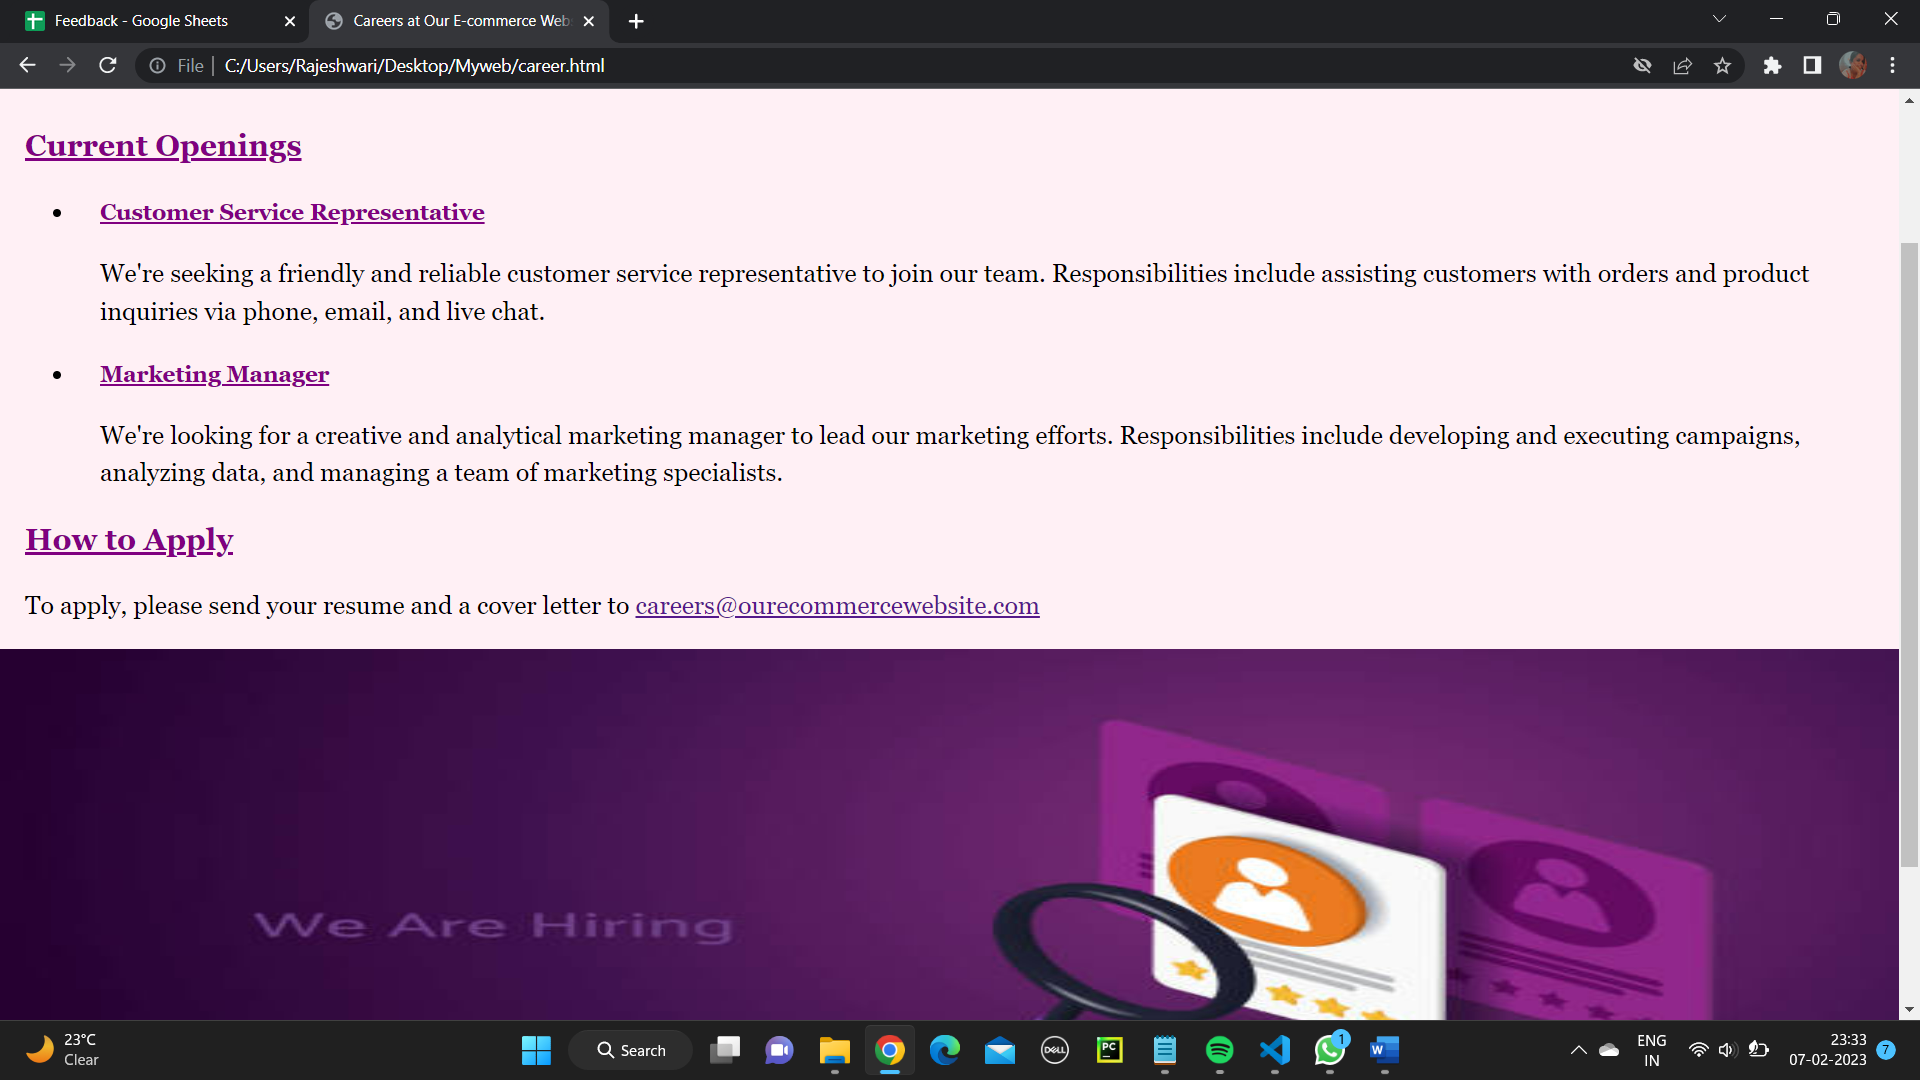 Feedback - Google Sheets
Careers at Our E-commerce Web
File
C:/Users/Rajeshwari/Desktop/Myweb/career.html
Current Openings
Customer Service Representative
We're seeking a friendly and reliable customer service representative to join our team. Responsibilities include assisting customers with orders and product
inquiries via phone, email, and live chat.
Marketing Manager
We're looking for a creative and analytical marketing manager to lead our marketing efforts. Responsibilities include developing and executing campaigns,
analyzing data, and managing a team of marketing specialists.
How to Apply
To apply, please send your resume and a cover letter to careers@ourecommercewebsite.com
We Are Hiring
23°C
Clear
Search
DELL
PC
1
W
ENG
IN
23:33
07-02-2023
7